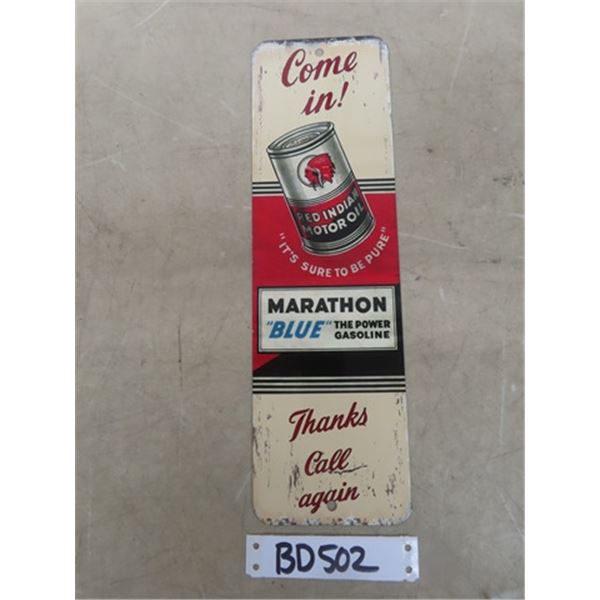 Come
in!
RED INDIAN
MOTOR OIL
"IT'S SURE TO BE PURE"
MARATHON
"BLUE" THE POWER
GASOLINE
Thanks
Call
again
BD502